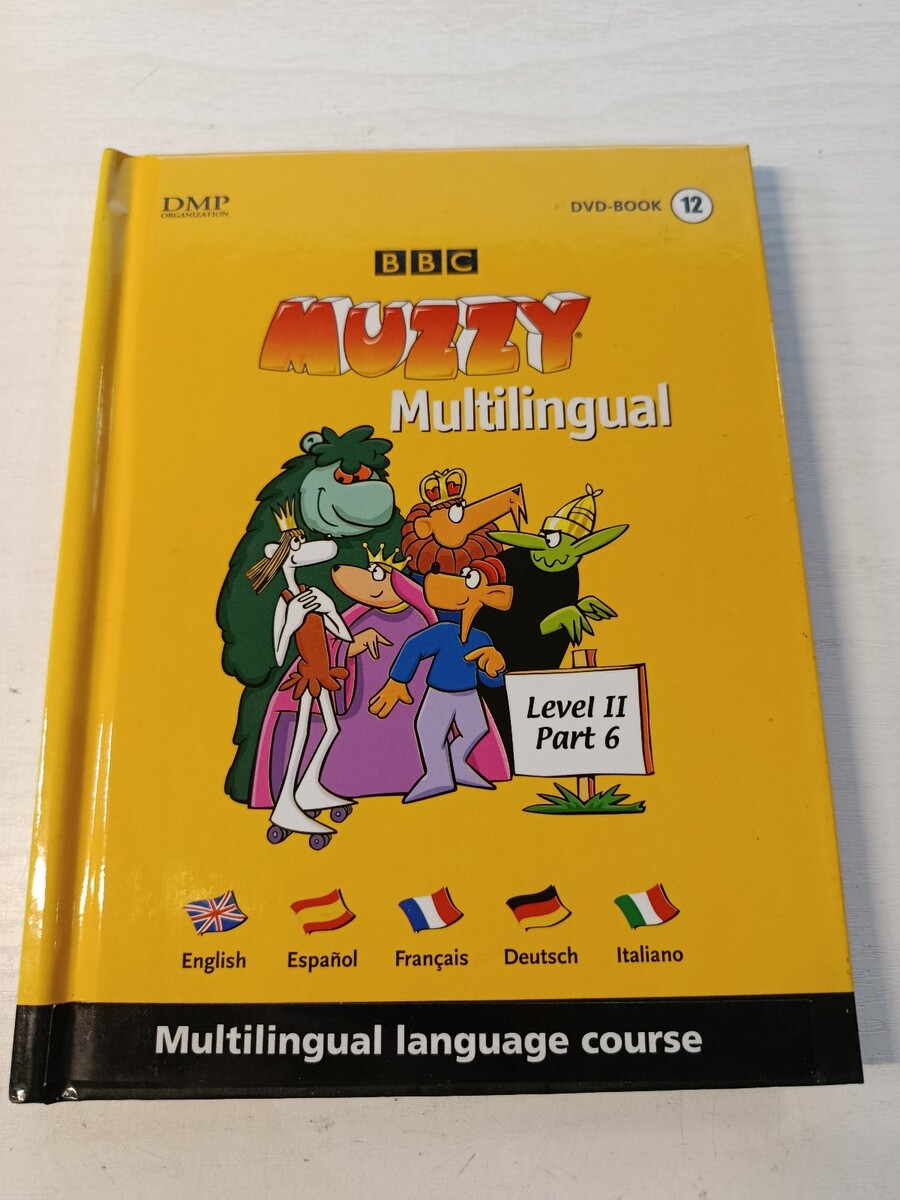 DMP
ORGANIZATION
DVD-BOOK 12
BBC
MUZZY®
Multilingual
Level II
Part 6
English Español Français Deutsch Italiano
Multilingual language course